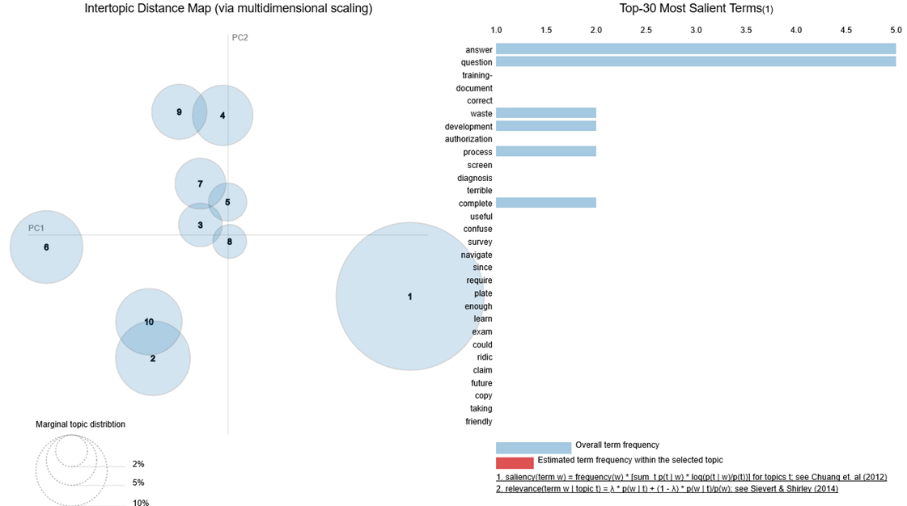 Intertopic Distance Map (via multidimensional scaling)
PC2
PC1
9
4
7
5
3
8
6
1
10
2
Marginal topic distribtion
2%
5%
10%
Top-30 Most Salient Terms(1)
1.0 1.5 2.0 2.5 3.0 3.5 4.0 4.5 5.0
answer
question
training-
document
correct
waste
development
authorization
process
screen
diagnosis
terrible
complete
useful
confuse
survey
navigate
since
require
plate
enough
learn
exam
could
ridic
claim
future
copy
taking
friendly
Overall term frequency
Estimated term frequency within the selected topic
1. saliency(term w) = frequency(w) * [sum_t p(t | w) * log(p(t | w)/p(t))] for topics t; see Chuang et. al (2012)
2. relevance(term w | topic t) = λ * p(w | t) + (1 - λ) * p(w | t)/p(w); see Sievert & Shirley (2014)